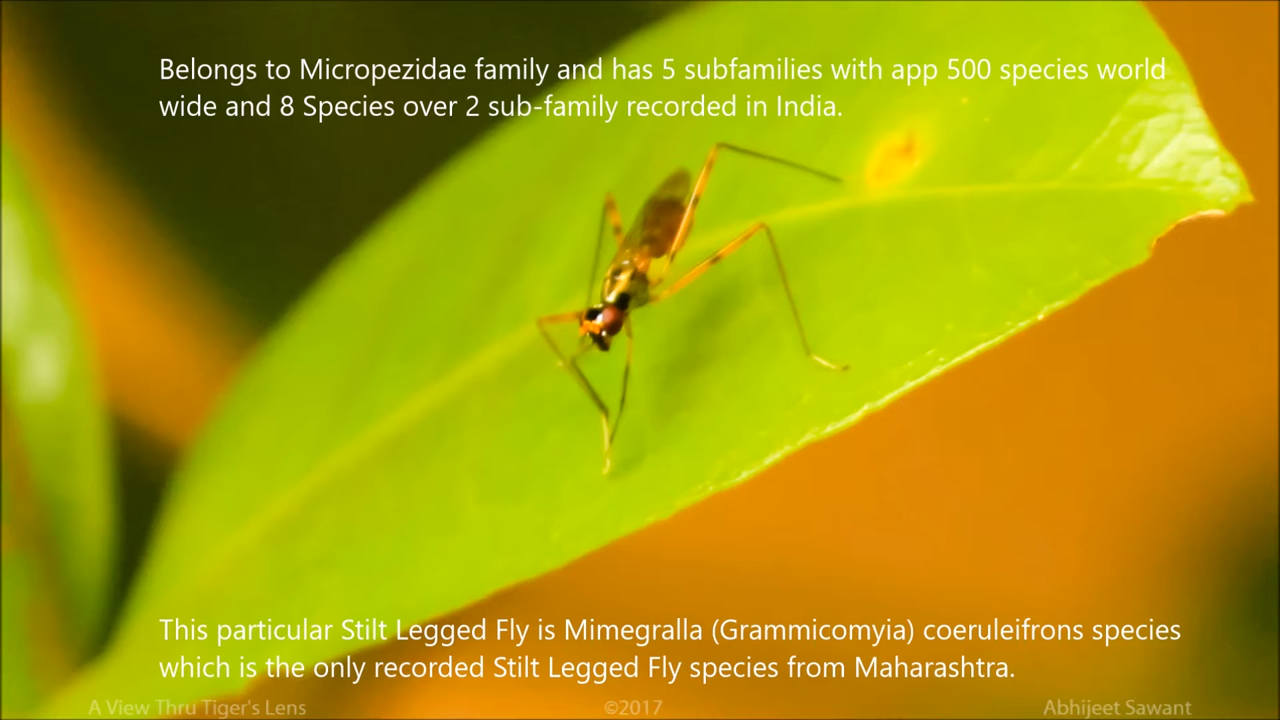 Belongs to Micropezidae family and has 5 subfamilies with app 500 species world
wide and 8 Species over 2 sub-family recorded in India.
This particular Stilt Legged Fly is Mimegralla (Grammicomyia) coeruleifrons species
which is the only recorded Stilt Legged Fly species from Maharashtra.
A View Thru Tiger's Lens ©2017 Abhijeet Sawant